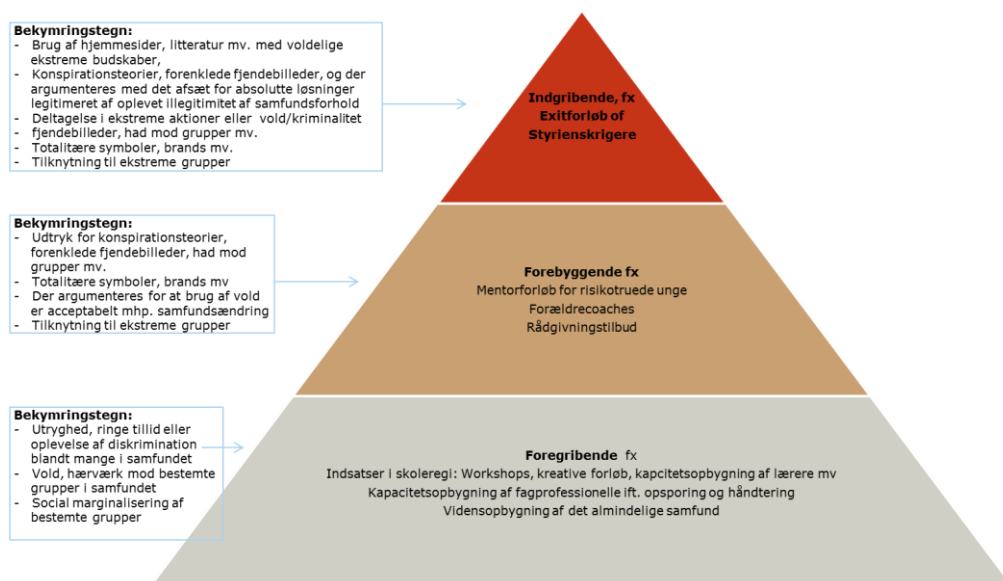 Bekymringstegn:
- Brug af hjemmesider, litteratur mv. med voldelige
ekstreme budskaber,
- Konspirationsteorier, forenklede fjendebilleder, og der
argumenteres med det afsæt for absolutte løsninger
legitimeret af oplevet illegitimitet af samfundsforhold
- Deltagelse i ekstreme aktioner eller vold/kriminalitet
- fjendebilleder, had mod grupper mv.
- Totalitære symboler, brands mv.
- Tilknytning til ekstreme grupper
Indgribende, fx
Exitforløb of
Styrienskrigere
Bekymringstegn:
- Udtryk for konspirationsteorier,
forenklede fjendebilleder, had mod
grupper mv.
- Totalitære symboler, brands mv
- Der argumenteres for at brug af vold
er acceptabelt mhp. samfundsændring
- Tilknytning til ekstreme grupper
Forebyggende fx
Mentorforløb for risikotruede unge
Forældrecoaches
Rådgivningstilbud
Bekymringstegn:
- Utryghed, ringe tillid eller
oplevelse af diskrimination
blandt mange i samfundet
- Vold, hærværk mod bestemte
grupper i samfundet
- Social marginalisering af
bestemte grupper
Foregribende fx
Indsatser i skoleregi: Workshops, kreative forløb, kapcitetsopbygning af lærere mv
Kapacitetsopbygning af fagprofessionelle ift. opsporing og håndtering
Vidensopbygning af det almindelige samfund